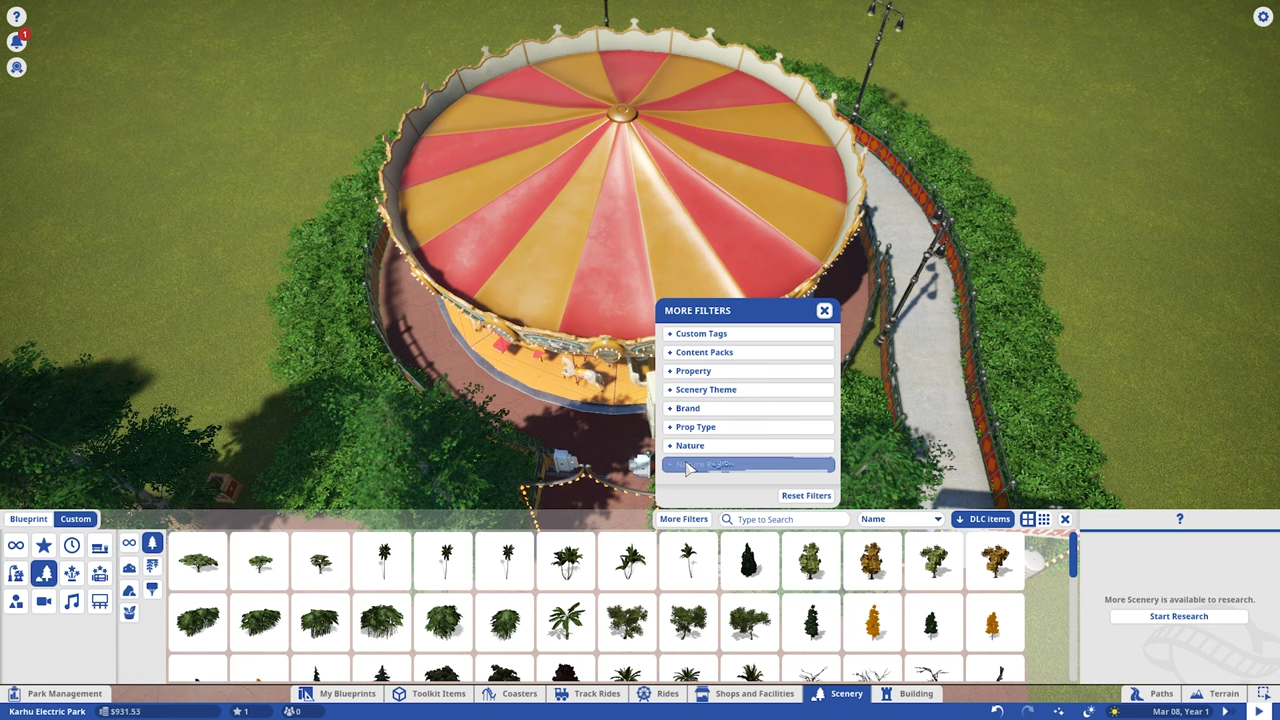 ?
1
MORE FILTERS
+ Custom Tags
+ Content Packs
+ Property
+ Scenery Theme
+ Brand
+ Prop Type
+ Nature
Reset Filters
Blueprint
Custom
More Filters
Type to Search
Name
DLC items
?
More Scenery is available to research.
Start Research
Park Management
My Blueprints
Toolkit Items
Coasters
Track Rides
Rides
Shops and Facilities
Scenery
Building
Paths
Terrain
Karhu Electric Park
$931.53
1
0
Mar 08, Year 1